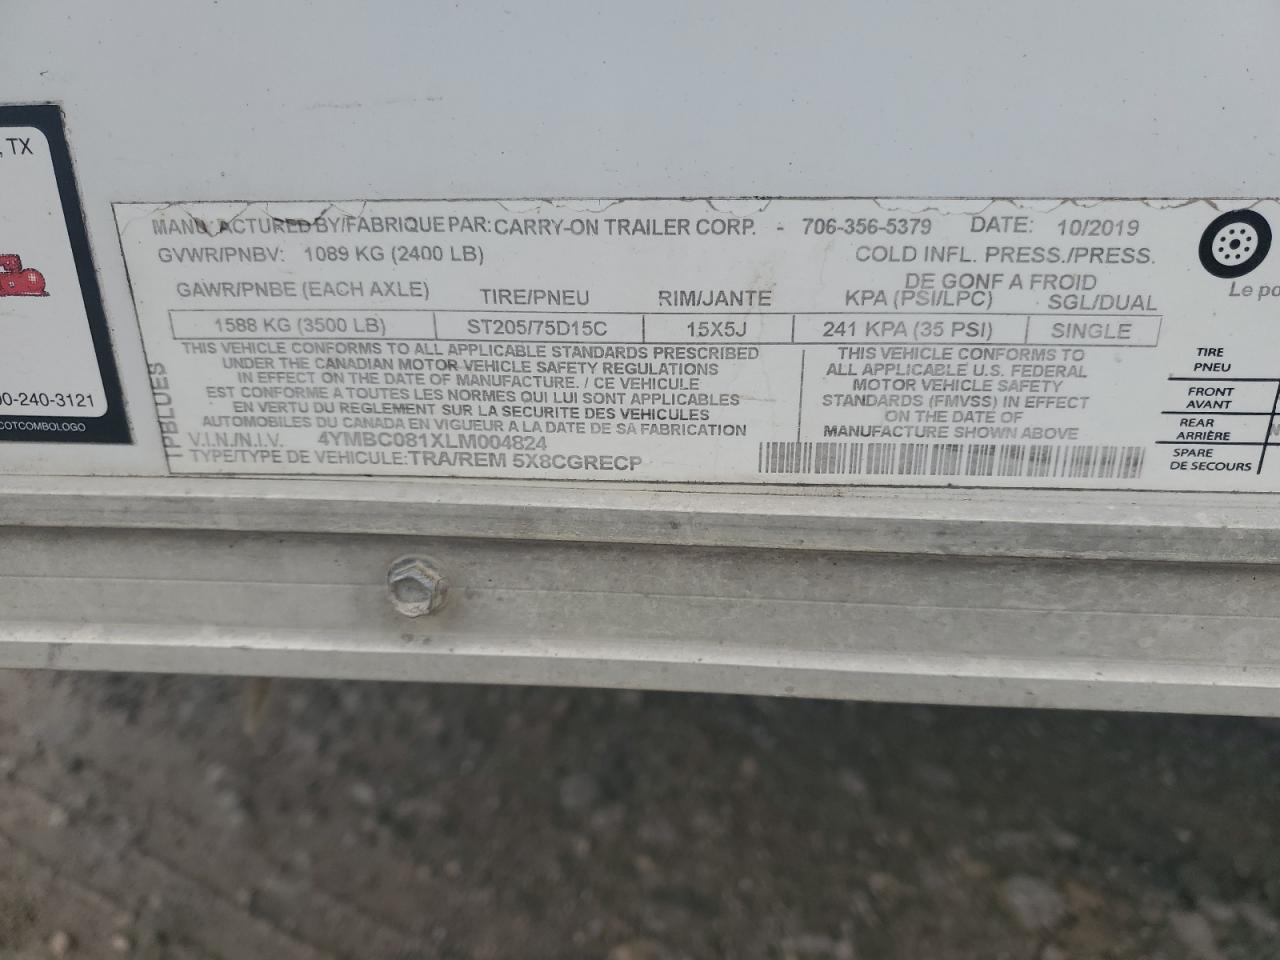 , TX
00-240-3121
COTCOMBOLOGO
MANUFACTURED BY/FABRIQUE PAR: CARRY-ON TRAILER CORP. - 706-356-5379 DATE: 10/2019
GVWR/PNBV: 1089 KG (2400 LB) COLD INFL. PRESS./PRESS.
DE GONF A FROID
GAWR/PNBE (EACH AXLE) TIRE/PNEU RIM/JANTE KPA (PSI/LPC) SGL/DUAL
1588 KG (3500 LB) ST205/75D15C 15X5J 241 KPA (35 PSI) SINGLE
THIS VEHICLE CONFORMS TO ALL APPLICABLE STANDARDS PRESCRIBED
UNDER THE CANADIAN MOTOR VEHICLE SAFETY REGULATIONS
IN EFFECT ON THE DATE OF MANUFACTURE. / CE VEHICULE
EST CONFORME A TOUTES LES NORMES QUI LUI SONT APPLICABLES
EN VERTU DU REGLEMENT SUR LA SECURITE DES VEHICULES
AUTOMOBILES DU CANADA EN VIGUEUR A LA DATE DE SA FABRICATION
THIS VEHICLE CONFORMS TO
ALL APPLICABLE U.S. FEDERAL
MOTOR VEHICLE SAFETY
STANDARDS (FMVSS) IN EFFECT
ON THE DATE OF
MANUFACTURE SHOWN ABOVE
V.I.N./N.I.V. 4YMBC081XLM004824
TYPE/TYPE DE VEHICULE: TRA/REM 5X8CGRECP
TPBLUES
Le po
TIRE
PNEU
FRONT
AVANT
REAR
ARRIÈRE
SPARE
DE SECOURS